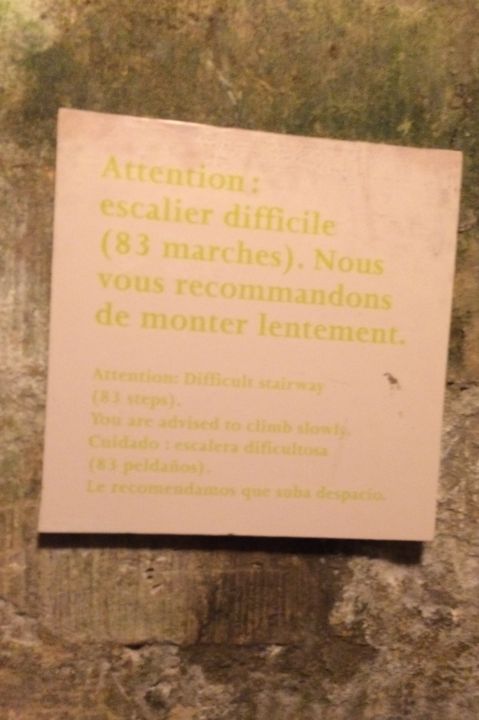 Attention :
escalier difficile
(83 marches). Nous
vous recommandons
de monter lentement.
Attention: Difficult stairway
(83 steps).
You are advised to climb slowly.
Cuidado : escalera dificultosa
(83 peldaños).
Le recomendamos que suba despacio.